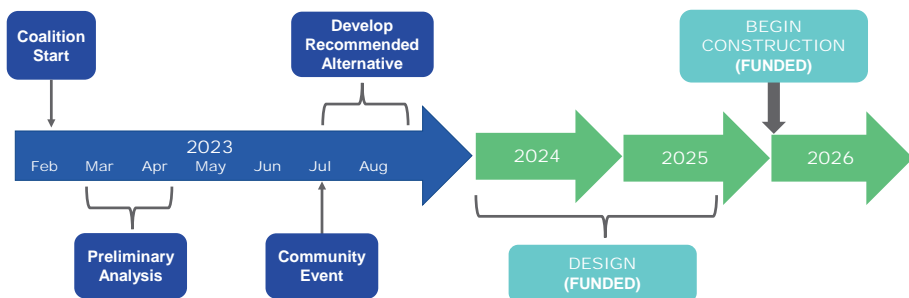 Coalition
Start
Develop
Recommended
Alternative
BEGIN
CONSTRUCTION
(FUNDED)
2023
Feb Mar Apr May Jun Jul Aug
2024
2025
2026
Preliminary
Analysis
Community
Event
DESIGN
(FUNDED)